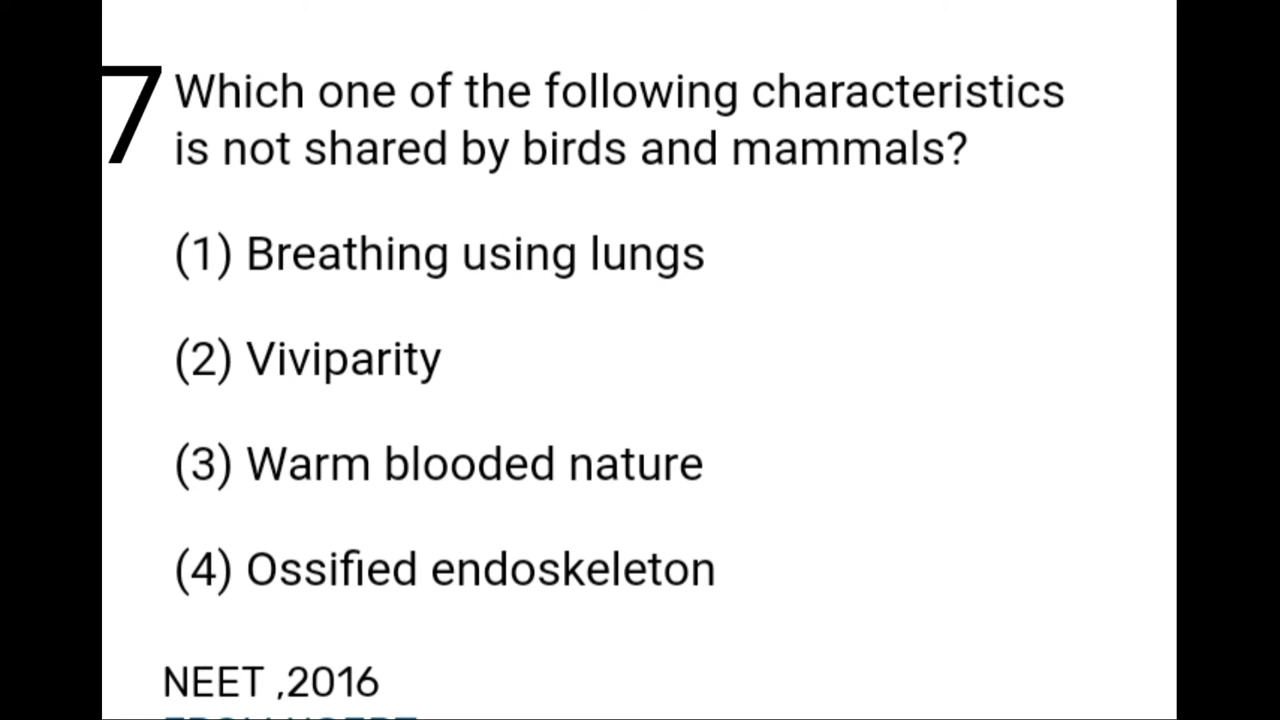 7
Which one of the following characteristics
is not shared by birds and mammals?
(1) Breathing using lungs
(2) Viviparity
(3) Warm blooded nature
(4) Ossified endoskeleton
NEET ,2016